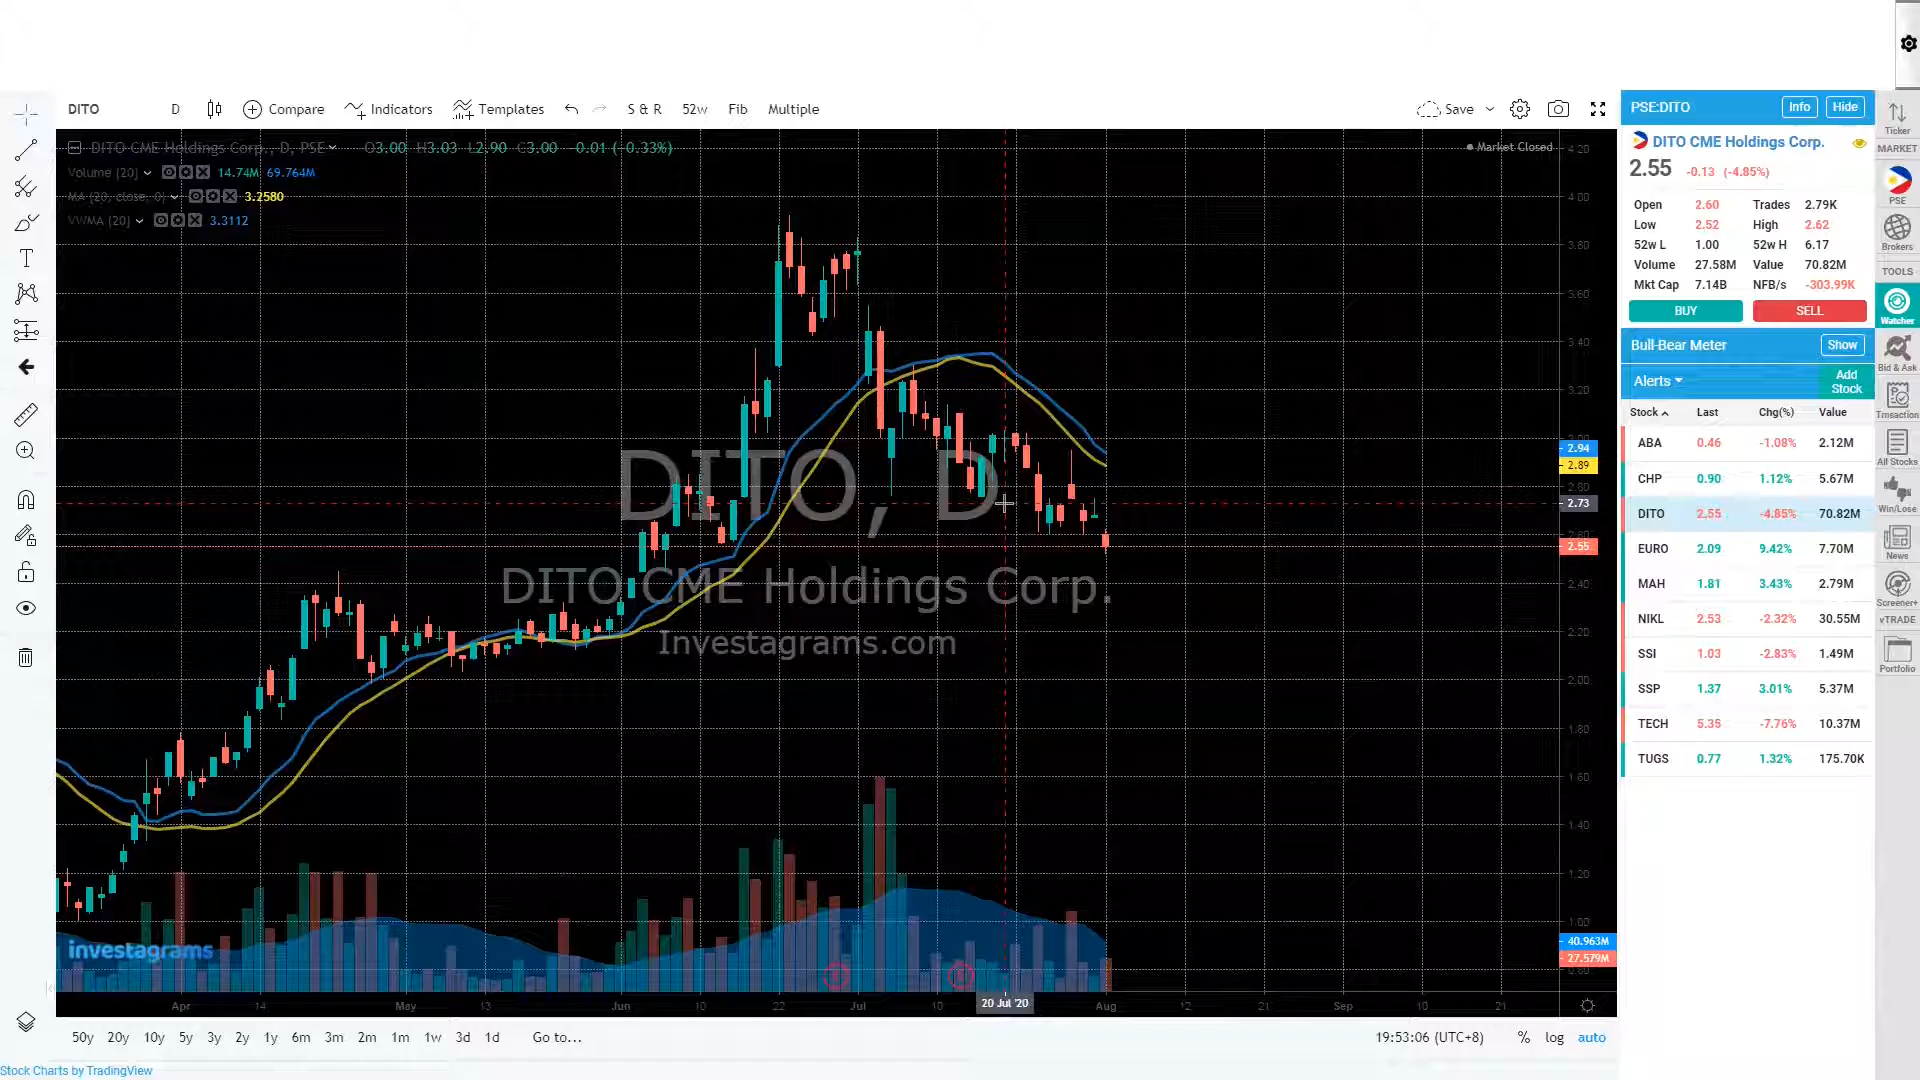 DITO D Compare Indicators Templates S & R 52w Fib Multiple Save
DITO CME Holdings Corp., D, PSE O3.00 H3.03 L2.90 C3.00 -0.01 (-0.33%) Market Closed
Volume (20) 14.74M 69.764M
MA (20, close, 0) 3.2580
VWMA (20) 3.3112
DITO, D
DITO CME Holdings Corp.
Investagrams.com
investagrams
4.20
4.00
3.80
3.60
3.40
3.20
3.00
2.94
2.89
2.80
2.73
2.60
2.55
2.40
2.20
2.00
1.80
1.60
1.40
1.20
1.00
40.963M
27.579M
0.80
Apr 14 May 13 Jun 10 22 Jul 10 20 Jul '20 Aug 12 21 Sep 10 21
50y 20y 10y 5y 3y 2y 1y 6m 3m 2m 1m 1w 3d 1d Go to... 19:53:06 (UTC+8) % log auto
Stock Charts by TradingView
PSE:DITO Info Hide
DITO CME Holdings Corp.
2.55 -0.13 (-4.85%)
Open 2.60 Trades 2.79K
Low 2.52 High 2.62
52w L 1.00 52w H 6.17
Volume 27.58M Value 70.82M
Mkt Cap 7.14B NFB/s -303.99K
BUY SELL
Bull-Bear Meter Show
Alerts Add Stock
Stock Last Chg(%) Value
ABA 0.46 -1.08% 2.12M
CHP 0.90 1.12% 5.67M
DITO 2.55 -4.85% 70.82M
EURO 2.09 9.42% 7.70M
MAH 1.81 3.43% 2.79M
NIKL 2.53 -2.32% 30.55M
SSI 1.03 -2.83% 1.49M
SSP 1.37 3.01% 5.37M
TECH 5.35 -7.76% 10.37M
TUGS 0.77 1.32% 175.70K
Ticker
MARKET
PSE
Brokers
TOOLS
Watcher
Bid & Ask
Trnsaction
All Stocks
Win/Lose
News
Screener+
vTRADE
Portfolio